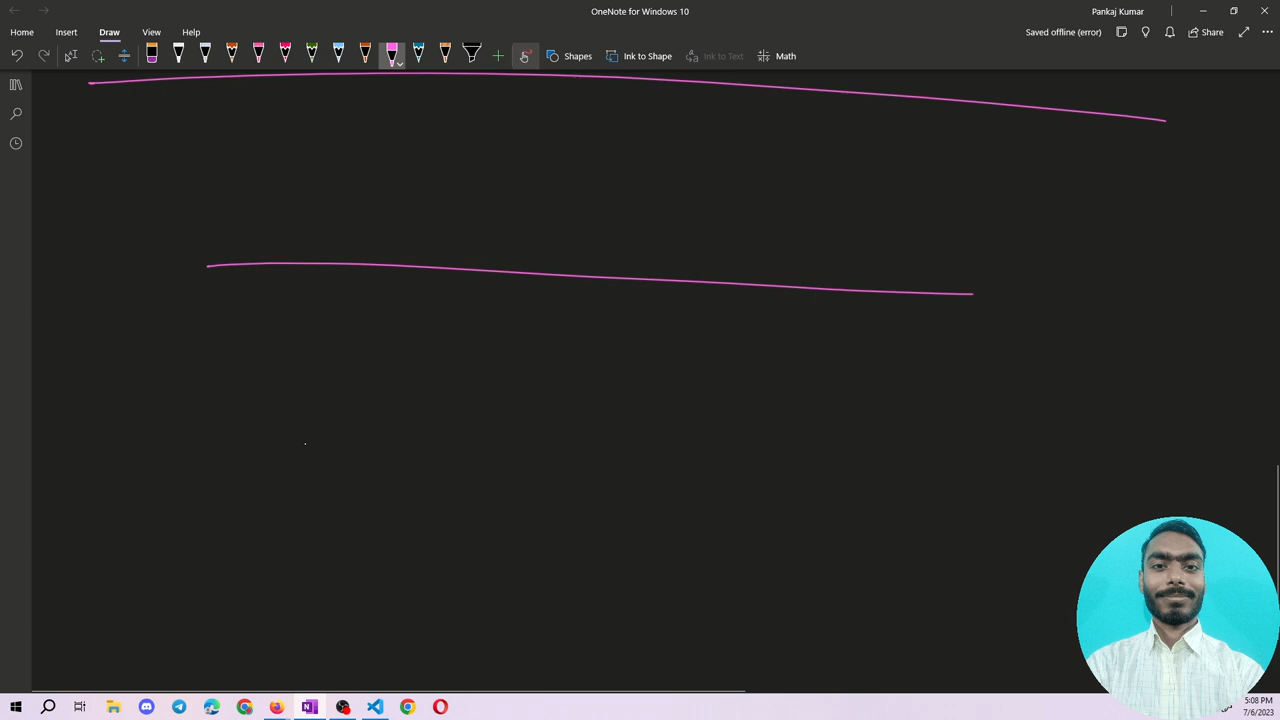 OneNote for Windows 10
Pankaj Kumar
Home Insert Draw View Help
Saved offline (error) Share
Shapes Ink to Shape Ink to Text Math
5:08 PM
7/6/2023